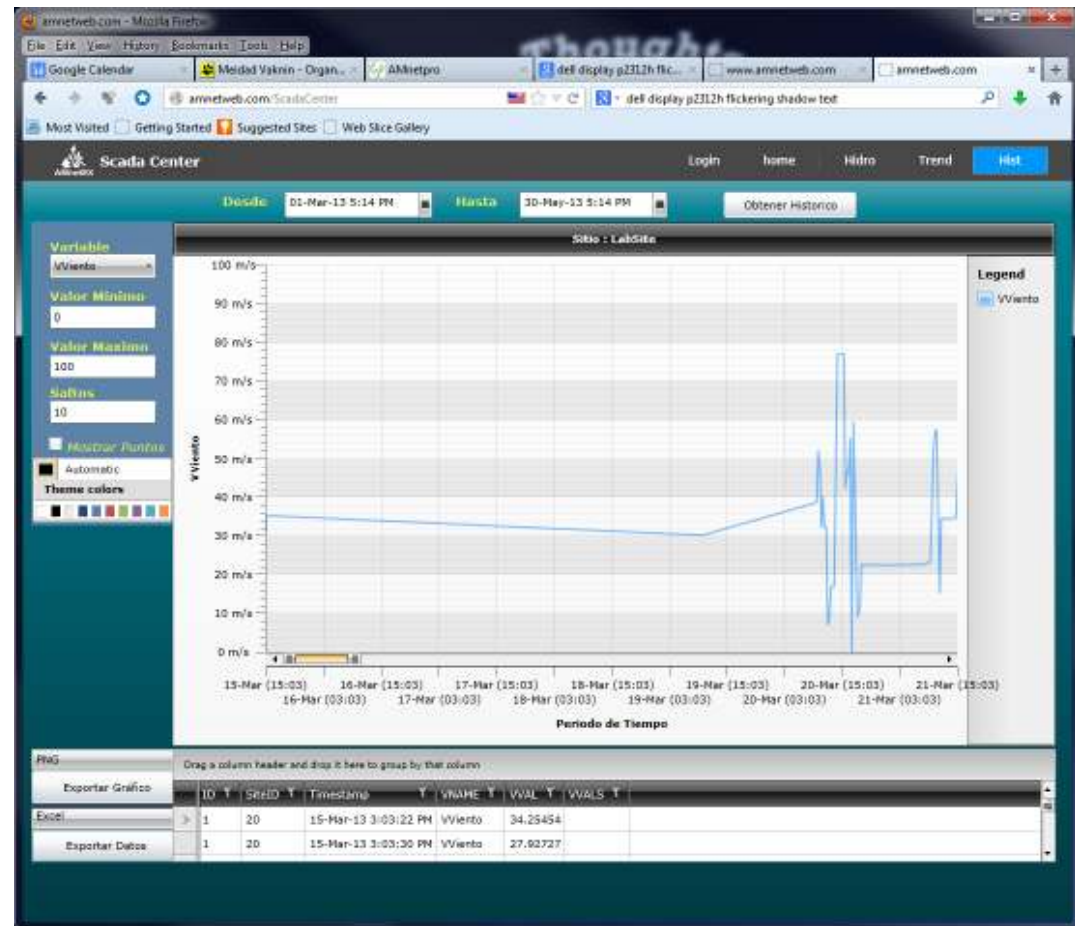 amnetweb.com - Mozilla Firefox
File Edit View History Bookmarks Tools Help
Thoughts
Google Calendar Meidad Vaknin - Organ... AMnetpro dell display p2312h flic... www.amnetweb.com amnetweb.com
amnetweb.com/ScadaCenter dell display p2312h flickering shadow text
Most Visited Getting Started Suggested Sites Web Slice Gallery
Scada Center Login home Hidro Trend Hist
Desde 01-Mar-13 5:14 PM Hasta 30-May-13 5:14 PM Obtener Historico
Sitio : LabSite
Variable
VViento
Valor Minimo
0
Valor Maximo
100
Saltos
10
Mostrar Puntos
Automatic
Theme colors
100 m/s
90 m/s
80 m/s
70 m/s
60 m/s
50 m/s
40 m/s
30 m/s
20 m/s
10 m/s
0 m/s
VViento
Legend
VViento
15-Mar (15:03) 16-Mar (15:03) 17-Mar (15:03) 18-Mar (15:03) 19-Mar (15:03) 20-Mar (15:03) 21-Mar (15:03)
16-Mar (03:03) 17-Mar (03:03) 18-Mar (03:03) 19-Mar (03:03) 20-Mar (03:03) 21-Mar (03:03)
Periodo de Tiempo
PNG
Exportar Gráfico
Excel
Exportar Datos
Drag a column header and drop it here to group by that column
ID SiteID Timestamp VNAME VVAL VVALS
1 20 15-Mar-13 3:03:22 PM VViento 34.25454
1 20 15-Mar-13 3:03:30 PM VViento 27.92727